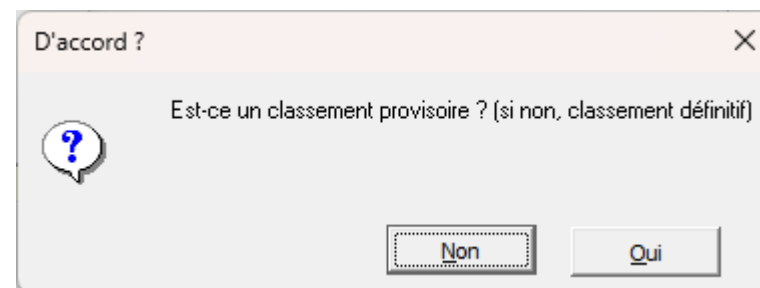 D'accord ?
Est-ce un classement provisoire ? (si non, classement définitif)
Non
Oui